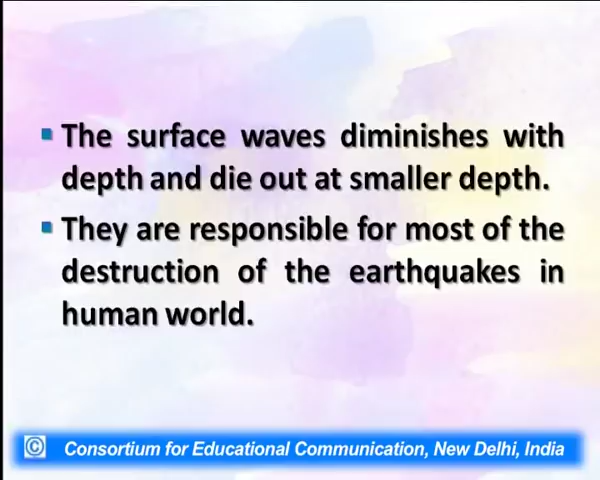 ▪ The surface waves diminishes with
depth and die out at smaller depth.
▪ They are responsible for most of the
destruction of the earthquakes in
human world.
© Consortium for Educational Communication, New Delhi, India